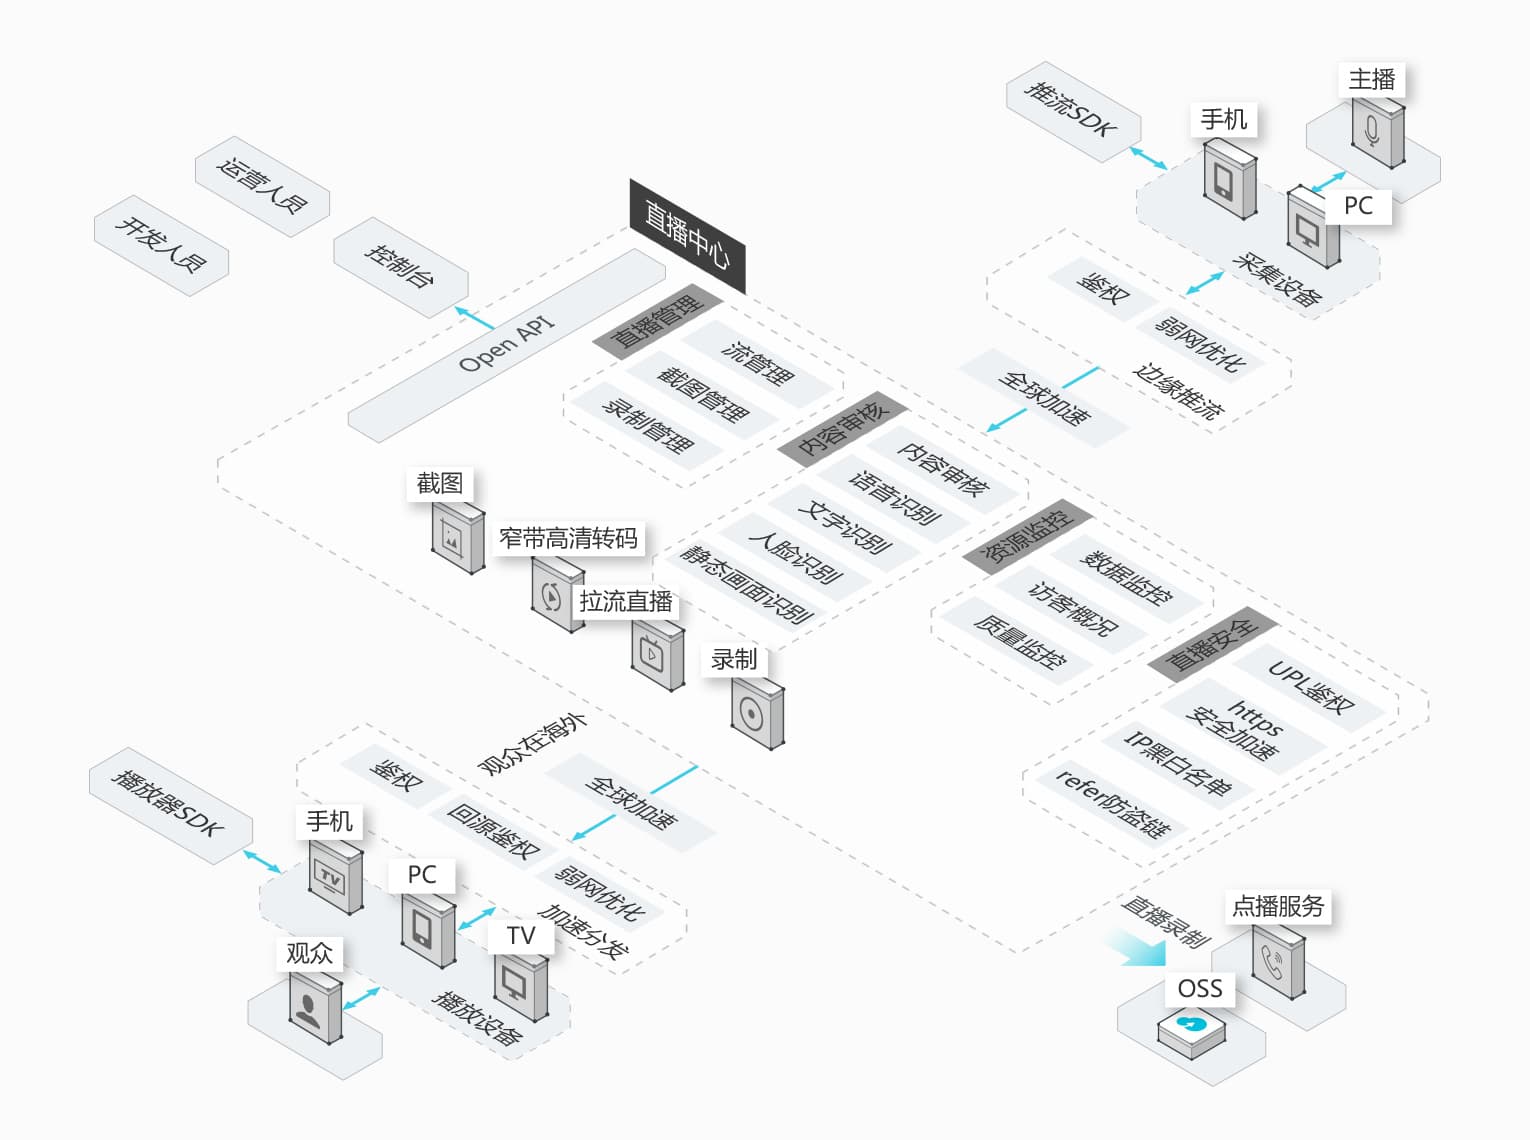 主播
推流SDK
手机
PC
采集设备
运营人员
开发人员
控制台
直播中心
Open API
鉴权
弱网优化
边缘推流
全球加速
直播管理
流管理
截图管理
录制管理
内容审核
内容审核
语音识别
文字识别
人脸识别
静态画面识别
资源监控
数据监控
访客概况
质量监控
直播安全
UPL鉴权
https
安全加速
IP黑白名单
refer防盗链
截图
窄带高清转码
拉流直播
录制
观众在海外
全球加速
鉴权
回源鉴权
弱网优化
加速分发
播放器SDK
手机
TV
PC
TV
播放设备
观众
直播录制
点播服务
OSS